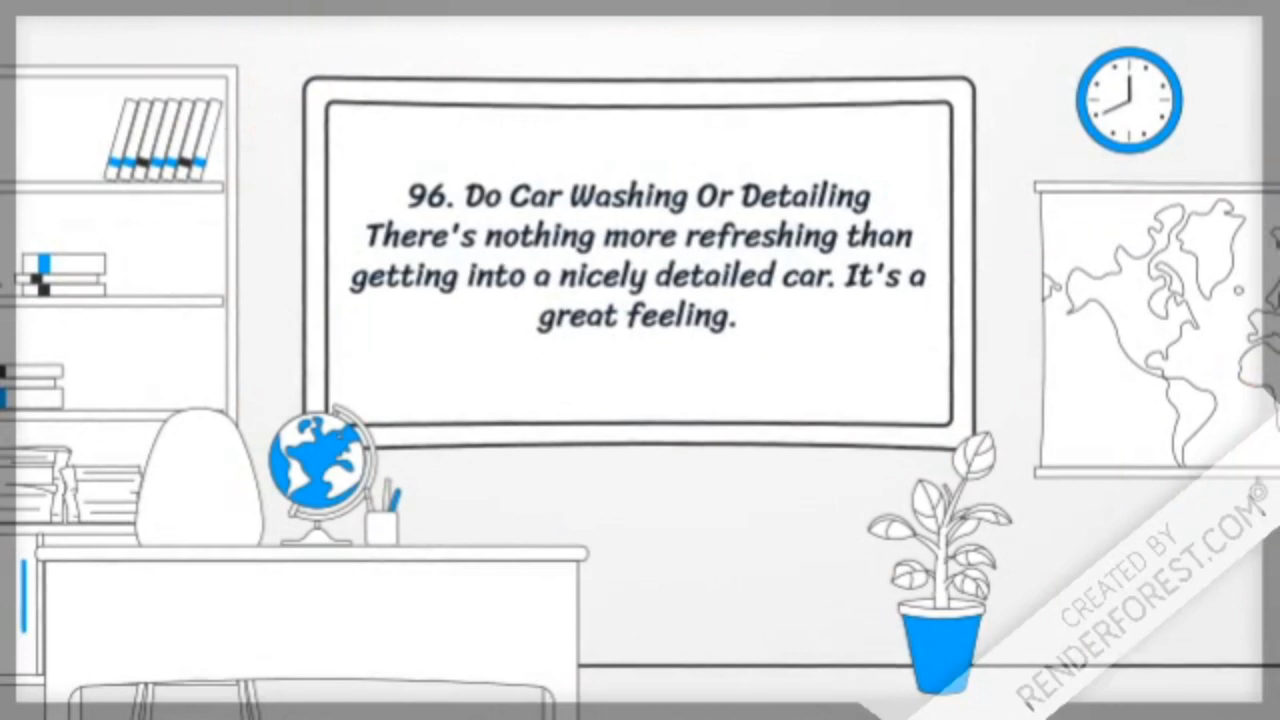 96. Do Car Washing Or Detailing
There's nothing more refreshing than
getting into a nicely detailed car. It's a
great feeling.
CREATED BY
RENDERFOREST.COM